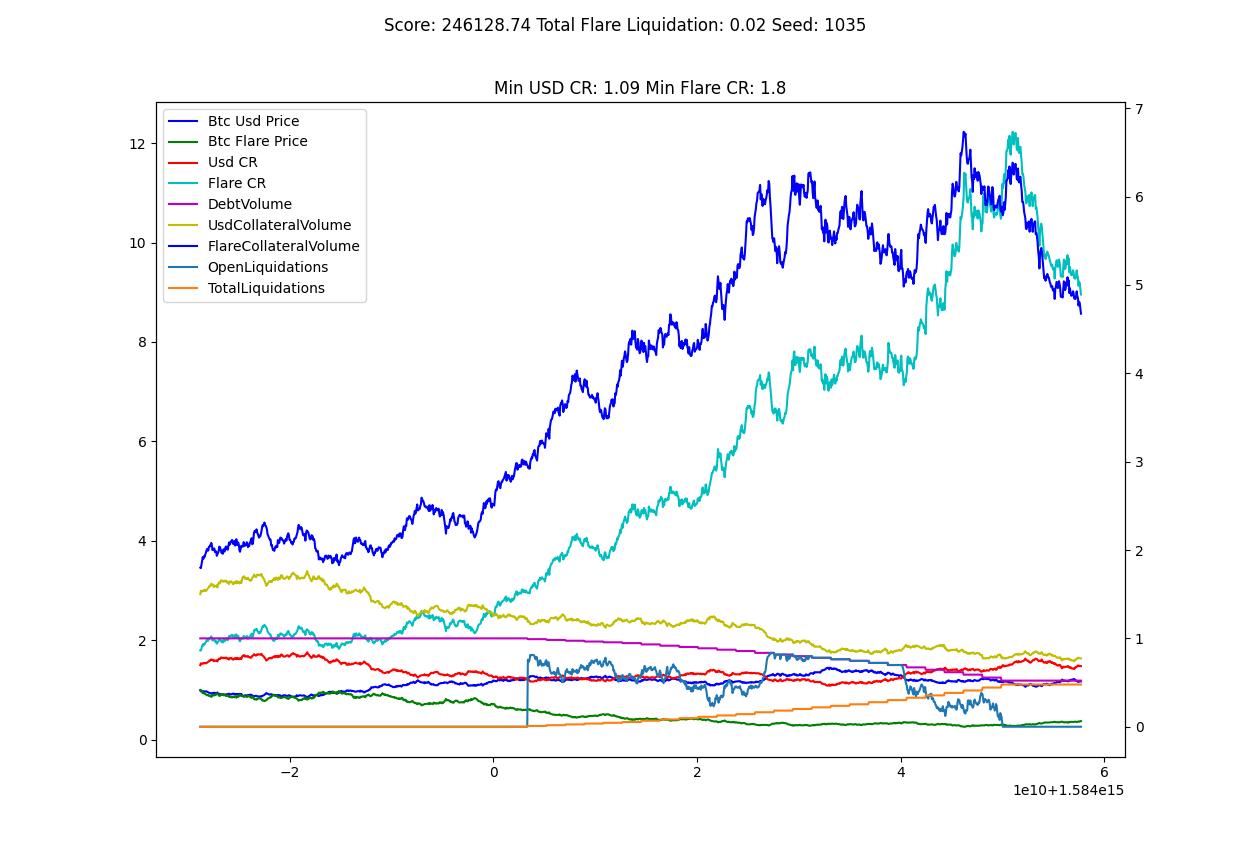 Score: 246128.74 Total Flare Liquidation: 0.02 Seed: 1035
Min USD CR: 1.09 Min Flare CR: 1.8
Btc Usd Price
Btc Flare Price
Usd CR
Flare CR
DebtVolume
UsdCollateralVolume
FlareCollateralVolume
OpenLiquidations
TotalLiquidations
12
10
8
6
4
2
0
7
6
5
4
3
2
1
0
−2
0
2
4
6
1e10+1.584e15